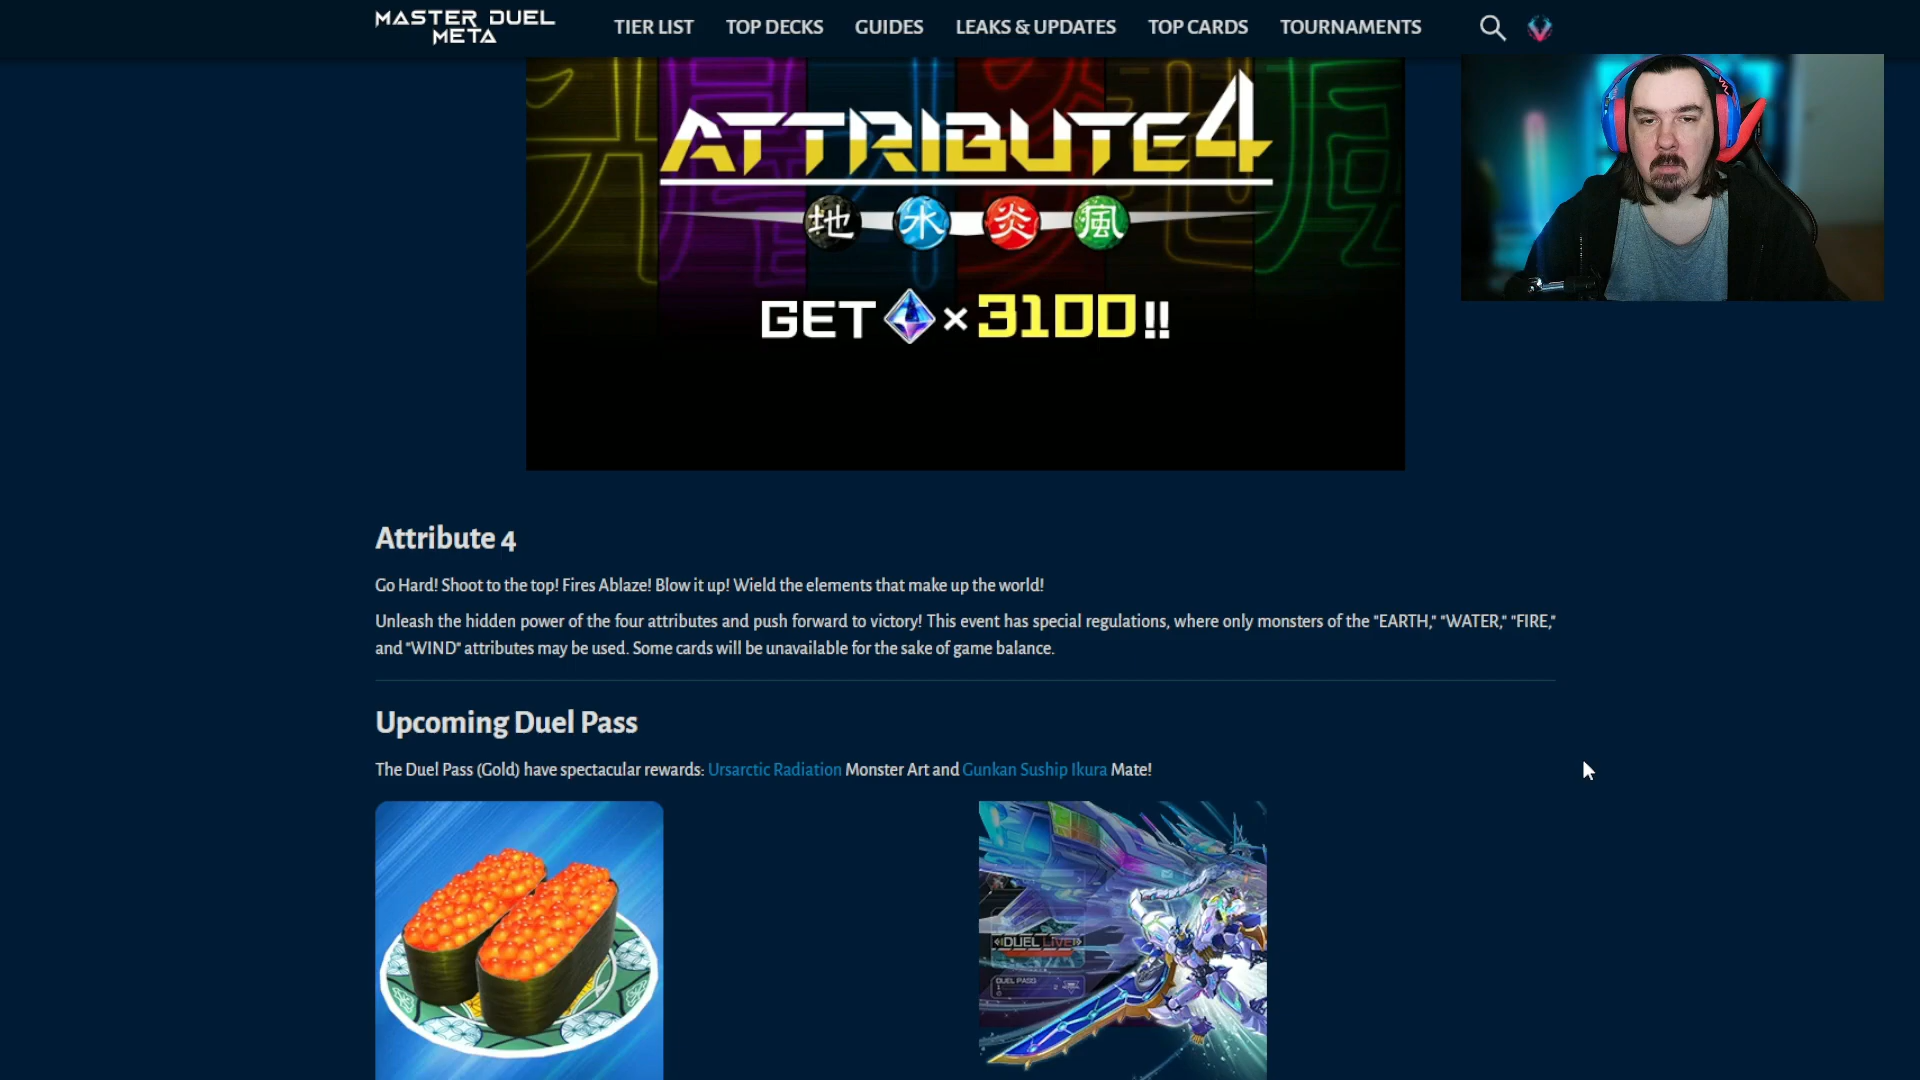 MASTER DUEL
META
TIER LIST
TOP DECKS
GUIDES
LEAKS & UPDATES
TOP CARDS
TOURNAMENTS
ATTRIBUTE4
地 水 炎 風
GET × 3100!!
Attribute 4
Go Hard! Shoot to the top! Fires Ablaze! Blow it up! Wield the elements that make up the world!
Unleash the hidden power of the four attributes and push forward to victory! This event has special regulations, where only monsters of the "EARTH," "WATER," "FIRE,"
and "WIND" attributes may be used. Some cards will be unavailable for the sake of game balance.
Upcoming Duel Pass
The Duel Pass (Gold) have spectacular rewards: Ursarctic Radiation Monster Art and Gunkan Suship Ikura Mate!
DUEL LIVE
DUEL PASS